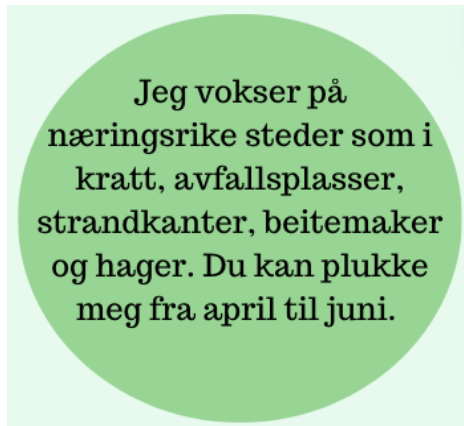 Jeg vokser på
næringsrike steder som i
kratt, avfallsplasser,
strandkanter, beitemaker
og hager. Du kan plukke
meg fra april til juni.